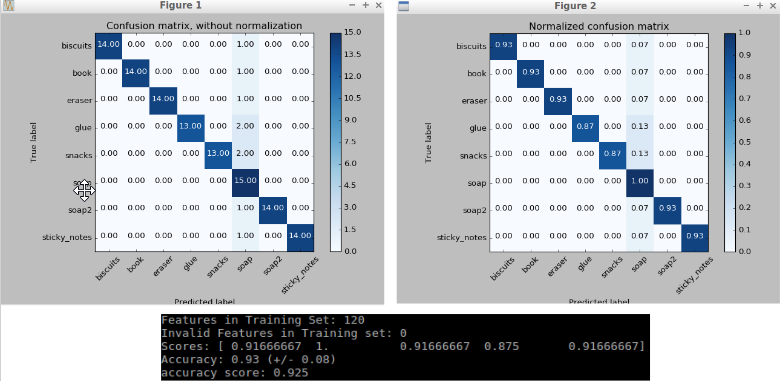 Figure 1
Confusion matrix, without normalization
biscuits 14.00 0.00 0.00 0.00 0.00 1.00 0.00 0.00
book 0.00 14.00 0.00 0.00 0.00 1.00 0.00 0.00
eraser 0.00 0.00 14.00 0.00 0.00 1.00 0.00 0.00
glue 0.00 0.00 0.00 13.00 0.00 2.00 0.00 0.00
snacks 0.00 0.00 0.00 0.00 13.00 2.00 0.00 0.00
0.00 0.00 0.00 0.00 0.00 15.00 0.00 0.00
soap2 0.00 0.00 0.00 0.00 0.00 1.00 14.00 0.00
sticky_notes 0.00 0.00 0.00 0.00 0.00 1.00 0.00 14.00
True label
biscuits book eraser glue snacks soap soap2 sticky_notes
Predicted label
15.0
13.5
12.0
10.5
9.0
7.5
6.0
4.5
3.0
1.5
0.0
Figure 2
Normalized confusion matrix
biscuits 0.93 0.00 0.00 0.00 0.00 0.07 0.00 0.00
book 0.00 0.93 0.00 0.00 0.00 0.07 0.00 0.00
eraser 0.00 0.00 0.93 0.00 0.00 0.07 0.00 0.00
glue 0.00 0.00 0.00 0.87 0.00 0.13 0.00 0.00
snacks 0.00 0.00 0.00 0.00 0.87 0.13 0.00 0.00
soap 0.00 0.00 0.00 0.00 0.00 1.00 0.00 0.00
soap2 0.00 0.00 0.00 0.00 0.00 0.07 0.93 0.00
sticky_notes 0.00 0.00 0.00 0.00 0.00 0.07 0.00 0.93
True label
biscuits book eraser glue snacks soap soap2 sticky_notes
Predicted label
1.0
0.9
0.8
0.7
0.6
0.5
0.4
0.3
0.2
0.1
0.0
Features in Training Set: 120
Invalid Features in Training set: 0
Scores: [ 0.91666667 1. 0.91666667 0.875 0.91666667]
Accuracy: 0.93 (+/- 0.08)
accuracy score: 0.925